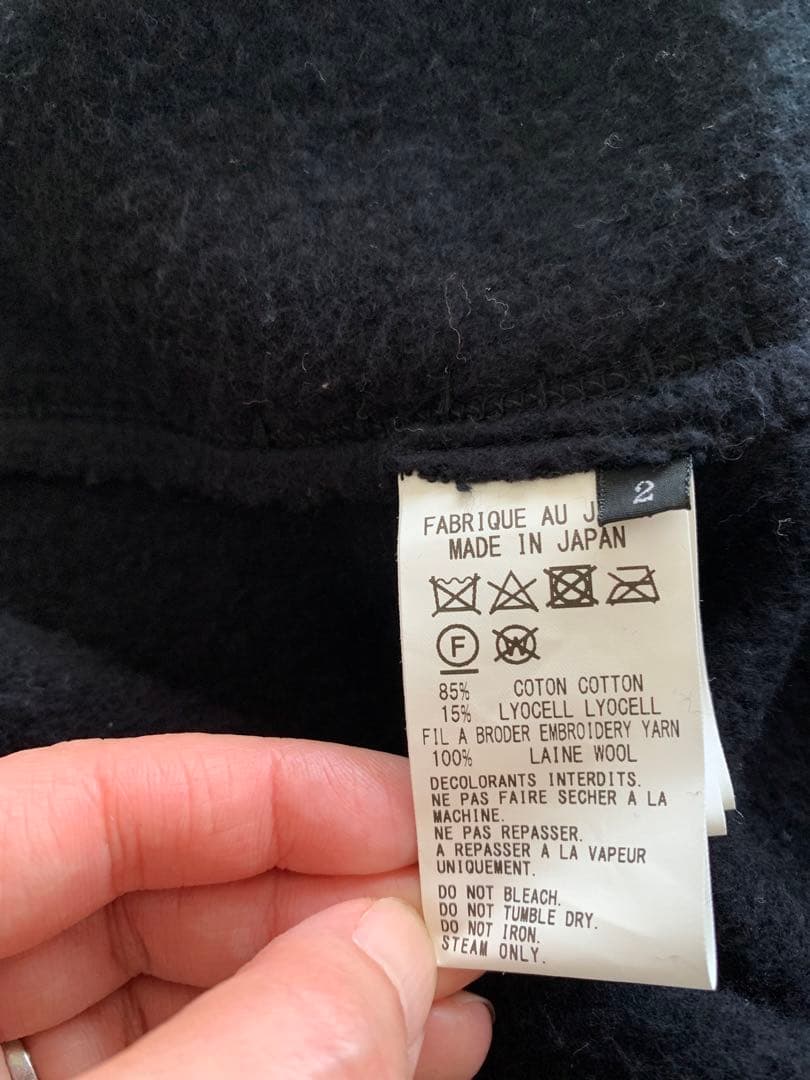 2
FABRIQUE AU
MADE IN JAPAN
F
W
85% COTON COTTON
15% LYOCELL LYOCELL
FIL A BRODER EMBROIDERY YARN
100% LAINE WOOL
DECOLORANTS INTERDITS.
NE PAS FAIRE SECHER A LA
MACHINE.
NE PAS REPASSER.
A REPASSER A LA VAPEUR
UNIQUEMENT.
DO NOT BLEACH.
DO NOT TUMBLE DRY.
DO NOT IRON.
STEAM ONLY.